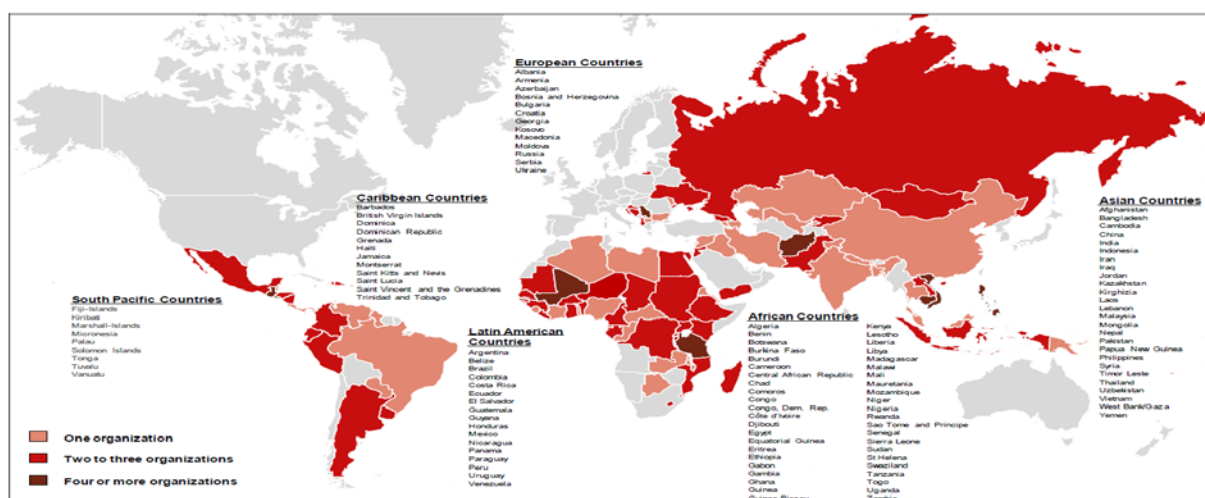 European Countries
Albania
Armenia
Azerbaijan
Bosnia and Herzegovina
Bulgaria
Croatia
Georgia
Kosovo
Macedonia
Moldova
Russia
Serbia
Ukraine
Caribbean Countries
Barbados
British Virgin Islands
Dominica
Dominican Republic
Grenada
Haiti
Jamaica
Montserrat
Saint Kitts and Nevis
Saint Lucia
Saint Vincent and the Grenadines
Trinidad and Tobago
Asian Countries
Afghanistan
Bangladesh
Cambodia
China
India
Indonesia
Iran
Iraq
Jordan
Kazakhstan
Kirghizia
Laos
Lebanon
Malaysia
Mongolia
Nepal
Pakistan
Papua New Guinea
Philippines
Syria
Timor Leste
Thailand
Uzbekistan
Vietnam
West Bank/Gaza
Yemen
South Pacific Countries
Fiji-Islands
Kiribati
Marshall-Islands
Micronesia
Palau
Solomon Islands
Tonga
Tuvalu
Vanuatu
Latin American
Countries
Argentina
Belize
Brazil
Colombia
Costa Rica
Ecuador
El Salvador
Guatemala
Guyana
Honduras
Mexico
Nicaragua
Panama
Paraguay
Peru
Uruguay
Venezuela
African Countries
Algeria
Benin
Botswana
Burkina Faso
Burundi
Cameroon
Central African Republic
Chad
Comoros
Congo
Congo, Dem. Rep.
Côte d'Ivoire
Djibouti
Egypt
Equatorial Guinea
Eritrea
Ethiopia
Gabon
Gambia
Ghana
Guinea
Kenya
Lesotho
Liberia
Libya
Madagascar
Malawi
Mali
Mauretania
Mozambique
Niger
Nigeria
Rwanda
Sao Tome and Principe
Senegal
Sierra Leone
Sudan
St Helena
Swaziland
Tanzania
Togo
Uganda
One organization
Two to three organizations
Four or more organizations